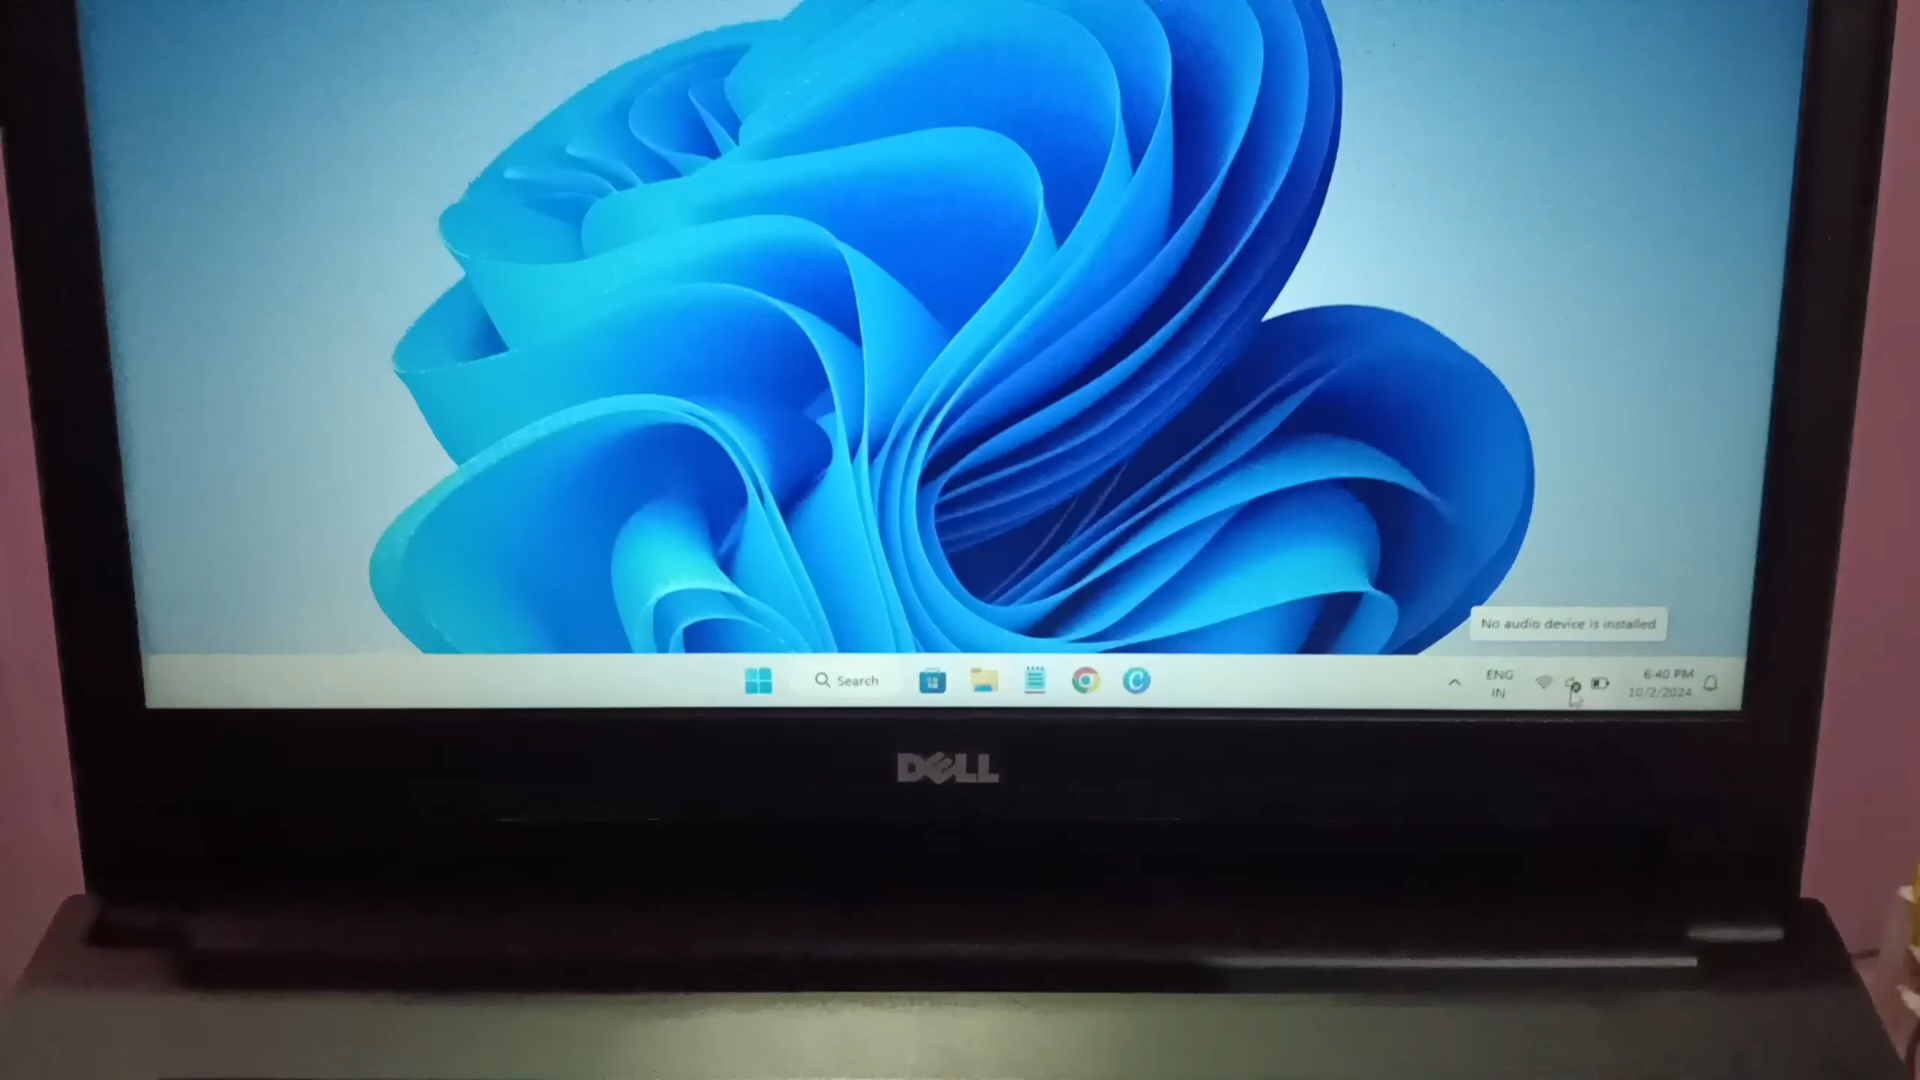 No audio device is installed
Search
ENG
IN
6:40 PM
10/2/2024
DELL